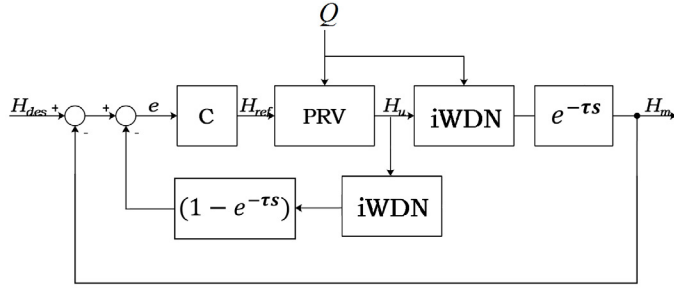 Q
H_des + - + - e C H_ref PRV H_u iWDN e^{-τs} H_m
(1 − e^{-τs}) iWDN